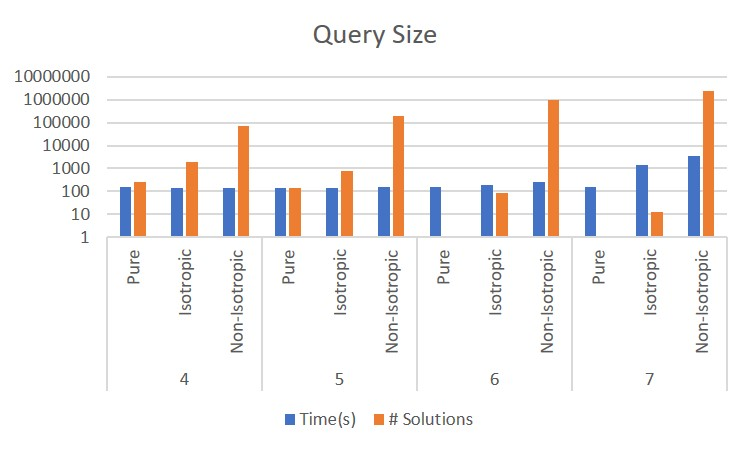 Query Size
10000000
1000000
100000
10000
1000
100
10
1
Pure
Isotropic
Non-Isotropic
Pure
Isotropic
Non-Isotropic
Pure
Isotropic
Non-Isotropic
Pure
Isotropic
Non-Isotropic
4 5 6 7
Time(s) # Solutions